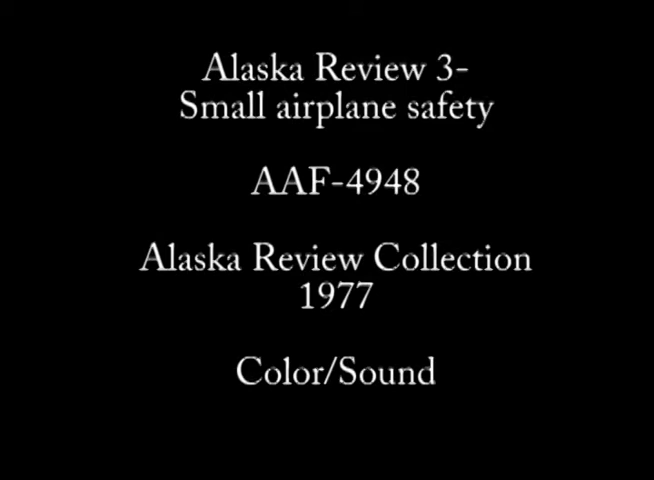 Alaska Review 3-
Small airplane safety
AAF-4948
Alaska Review Collection
1977
Color/Sound